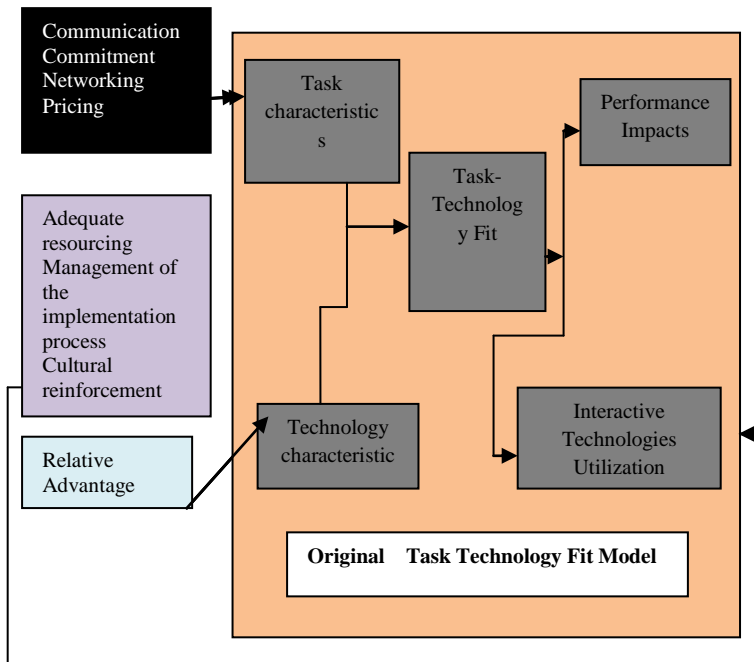 Communication
Commitment
Networking
Pricing
Task
characteristic
s
Performance
Impacts
Task-
Technolog
y Fit
Adequate
resourcing
Management of
the
implementation
process
Cultural
reinforcement
Technology
characteristic
Interactive
Technologies
Utilization
Relative
Advantage
Original Task Technology Fit Model